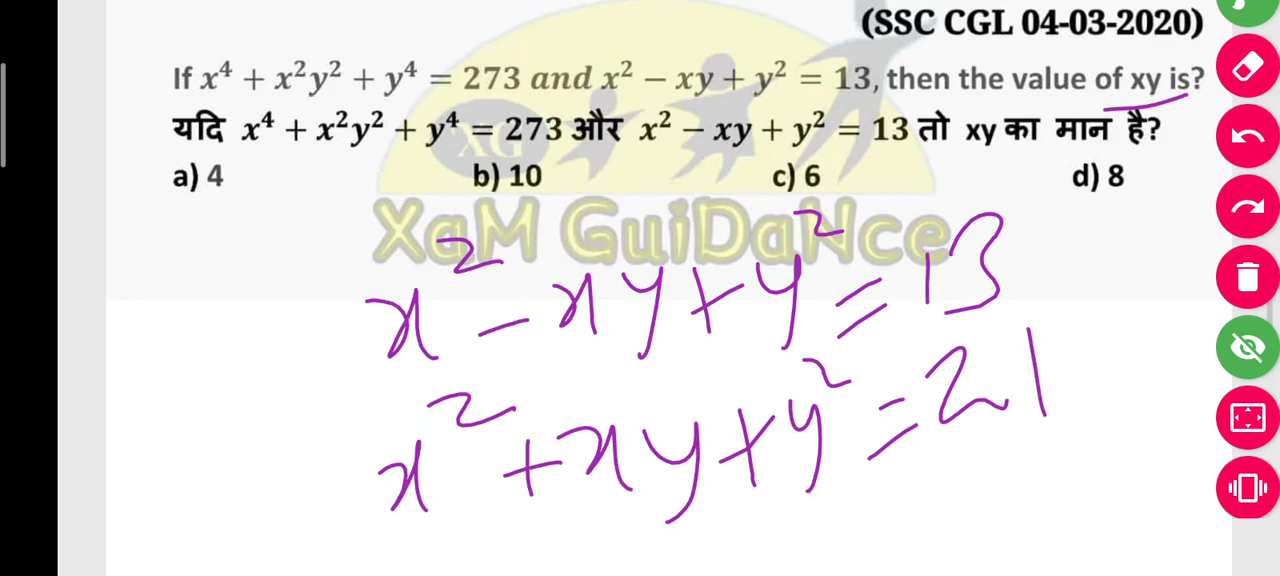 (SSC CGL 04-03-2020)
If x⁴ + x²y² + y⁴ = 273 and x² − xy + y² = 13, then the value of xy is?
यदि x⁴ + x²y² + y⁴ = 273 और x² − xy + y² = 13 तो xy का मान है?
a) 4 b) 10 c) 6 d) 8
XG
XaM GuiDaNce
x² − xy + y² = 13
x² + xy + y² = 21